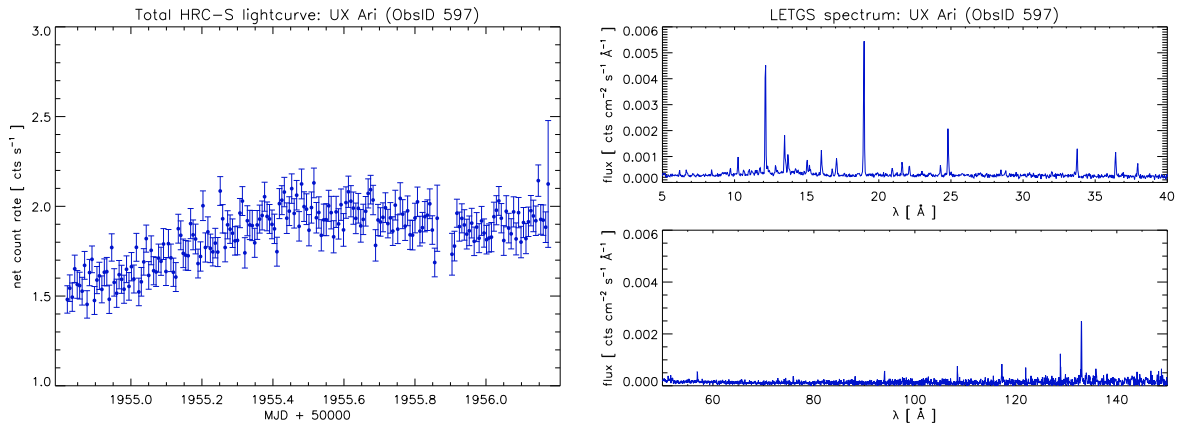 Total HRC-S lightcurve: UX Ari (ObsID 597)
3.0
2.5
2.0
1.5
1.0
net count rate [ cts s⁻¹ ]
1955.0 1955.2 1955.4 1955.6 1955.8 1956.0
MJD + 50000
LETGS spectrum: UX Ari (ObsID 597)
0.006
0.005
0.004
0.003
0.002
0.001
0.000
flux [ cts cm⁻² s⁻¹ Å⁻¹ ]
5 10 15 20 25 30 35 40
λ [ Å ]
0.006
0.004
0.002
0.000
flux [ cts cm⁻² s⁻¹ Å⁻¹ ]
60 80 100 120 140
λ [ Å ]